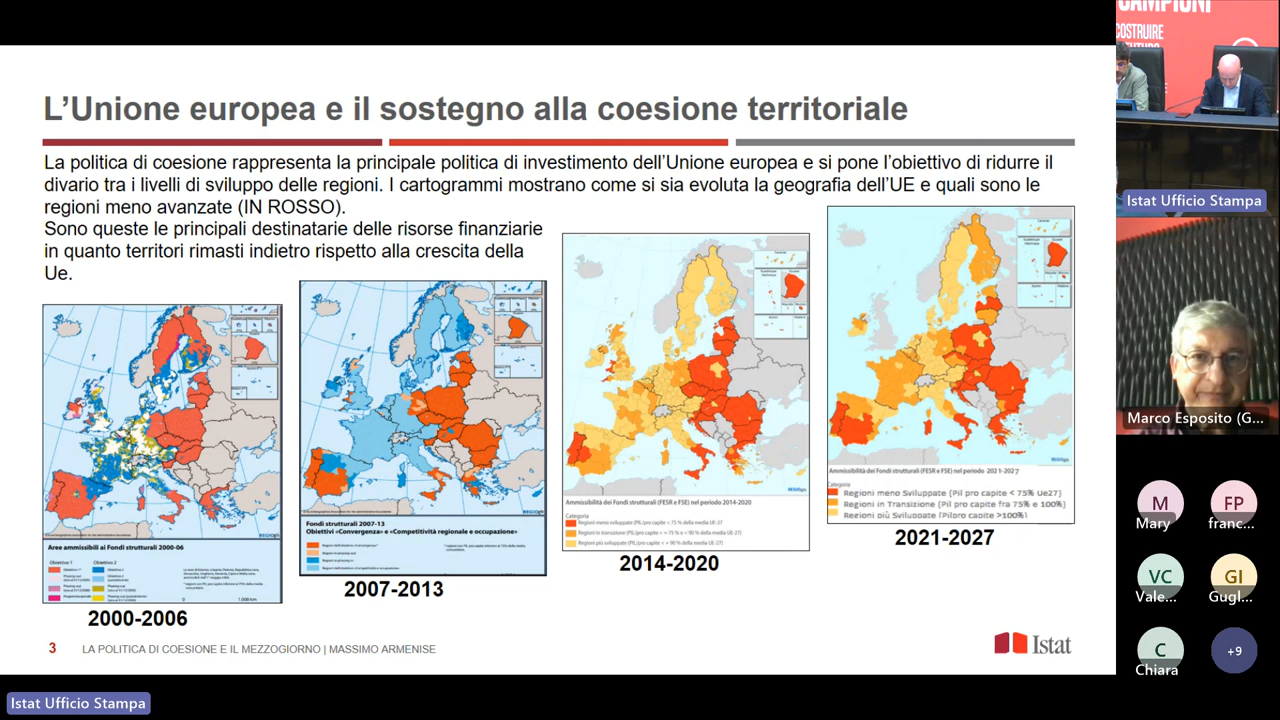 L'Unione europea e il sostegno alla coesione territoriale
La politica di coesione rappresenta la principale politica di investimento dell'Unione europea e si pone l'obiettivo di ridurre il
divario tra i livelli di sviluppo delle regioni. I cartogrammi mostrano come si sia evoluta la geografia dell'UE e quali sono le
regioni meno avanzate (IN ROSSO).
Sono queste le principali destinatarie delle risorse finanziarie
in quanto territori rimasti indietro rispetto alla crescita della
Ue.
Aree ammissibili ai Fondi strutturali 2000-06
Obiettivo 1
Obiettivo 2
2000-2006
Fondi strutturali 2007-13
Obiettivi «Convergenza» e «Competitività regionale e occupazione»
2007-2013
Ammissibilità dei Fondi strutturali (FESR e FSE) nel periodo 2014-2020
Categoria
2014-2020
Ammissibilità dei Fondi strutturali (FESR e FSE) nel periodo 2021-2027
Categoria
Regioni meno Sviluppate (Pil pro capite < 75% Ue27)
Regioni in Transizione (Pil pro capite fra 75% e 100%)
Regioni più Sviluppate (Pil pro capite >100%)
2021-2027
3
LA POLITICA DI COESIONE E IL MEZZOGIORNO | MASSIMO ARMENISE
Istat
Istat Ufficio Stampa
CAMPIONI
COSTRUIRE
Istat Ufficio Stampa
Marco Esposito (G...
M
Mary
FP
franc...
VC
Vale...
GI
Gugl...
C
Chiara
+9